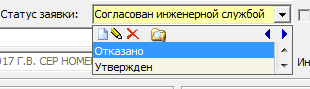 Статус заявки: Согласован инженерной службой
Отказано
017 Г.В. СЕР НОМЕ
Утвержден
Ин